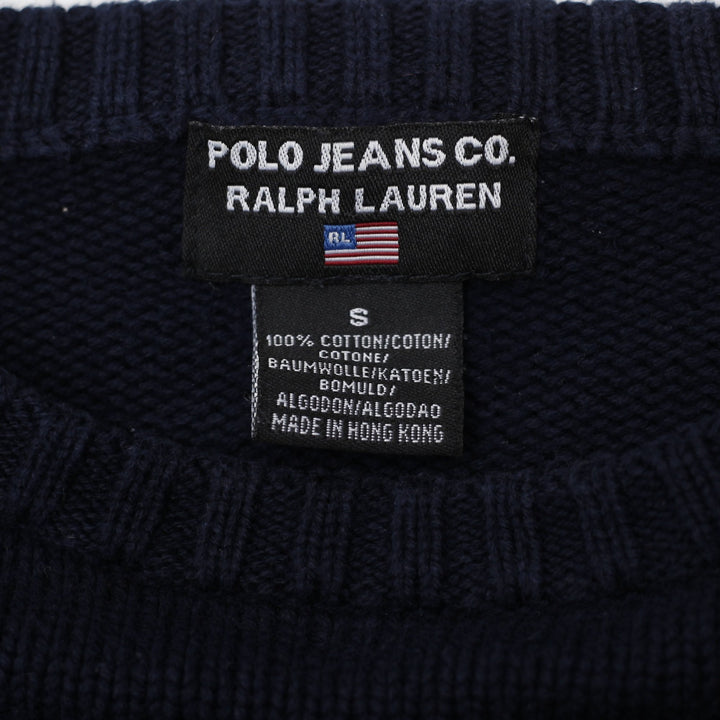 POLO JEANS CO.
RALPH LAUREN
RL
S
100% COTTON/COTON/
COTONE/
BAUMWOLLE/KATOEN/
BOMULD/
ALGODON/ALGODAO
MADE IN HONG KONG